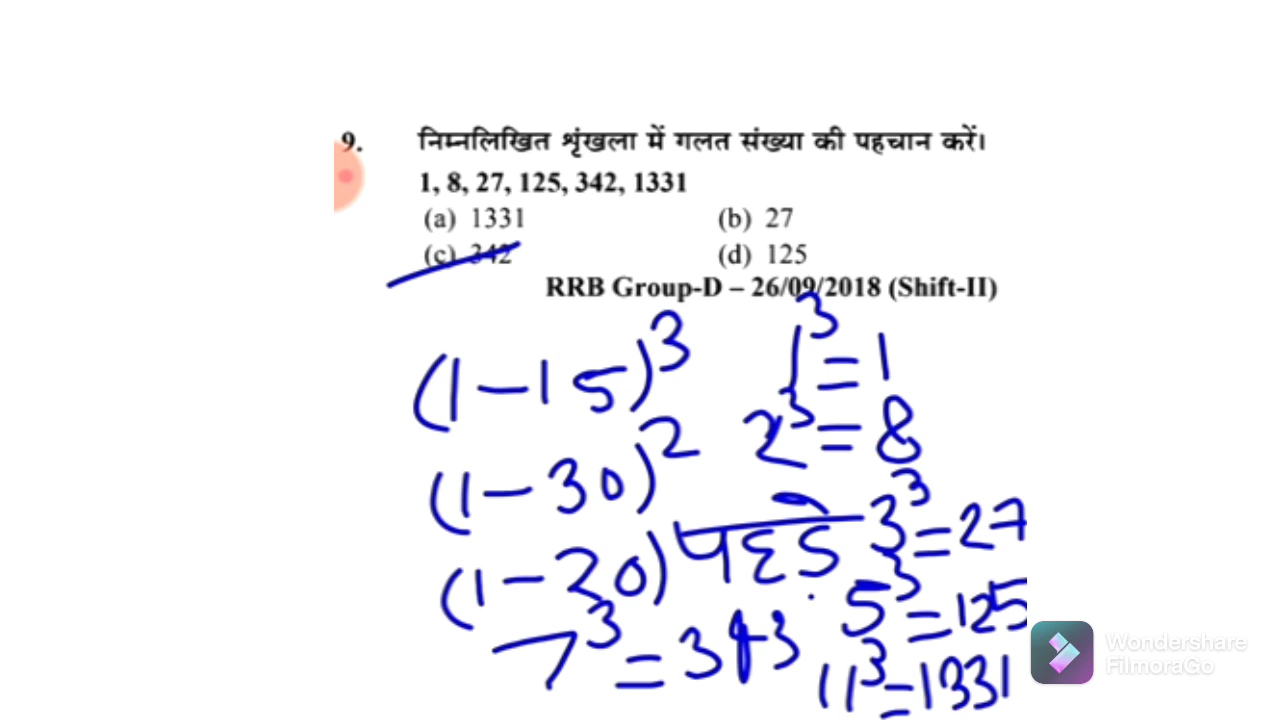 9. निम्नलिखित शृंखला में गलत संख्या की पहचान करें।
1, 8, 27, 125, 342, 1331
(a) 1331 (b) 27
(c) 342 (d) 125
RRB Group-D – 26/09/2018 (Shift-II)
(1-15)³ 1³=1
(1-30)² 2³=8
(1-30) पहाडे 3³=27
5³=125
7³=343 11³=1331
Wondershare
FilmoraGo